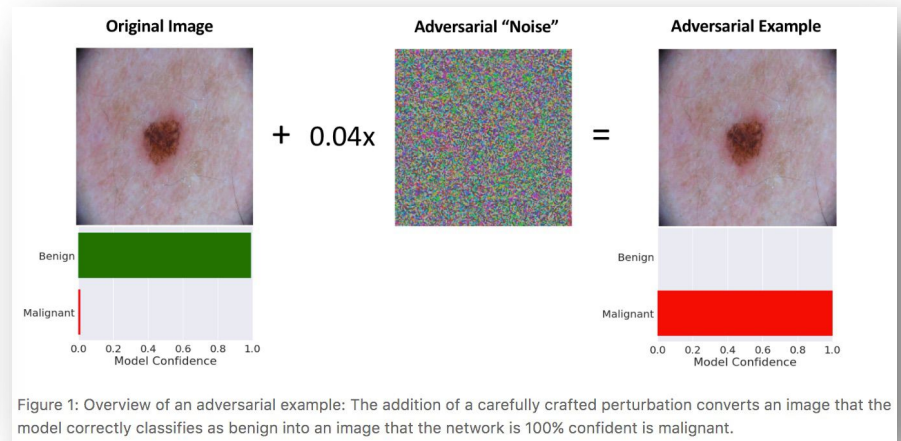 Original Image
Adversarial “Noise”
Adversarial Example
+ 0.04x
=
Benign
Malignant
0.0 0.2 0.4 0.6 0.8 1.0
Model Confidence
Benign
Malignant
0.0 0.2 0.4 0.6 0.8 1.0
Model Confidence
Figure 1: Overview of an adversarial example: The addition of a carefully crafted perturbation converts an image that the
model correctly classifies as benign into an image that the network is 100% confident is malignant.